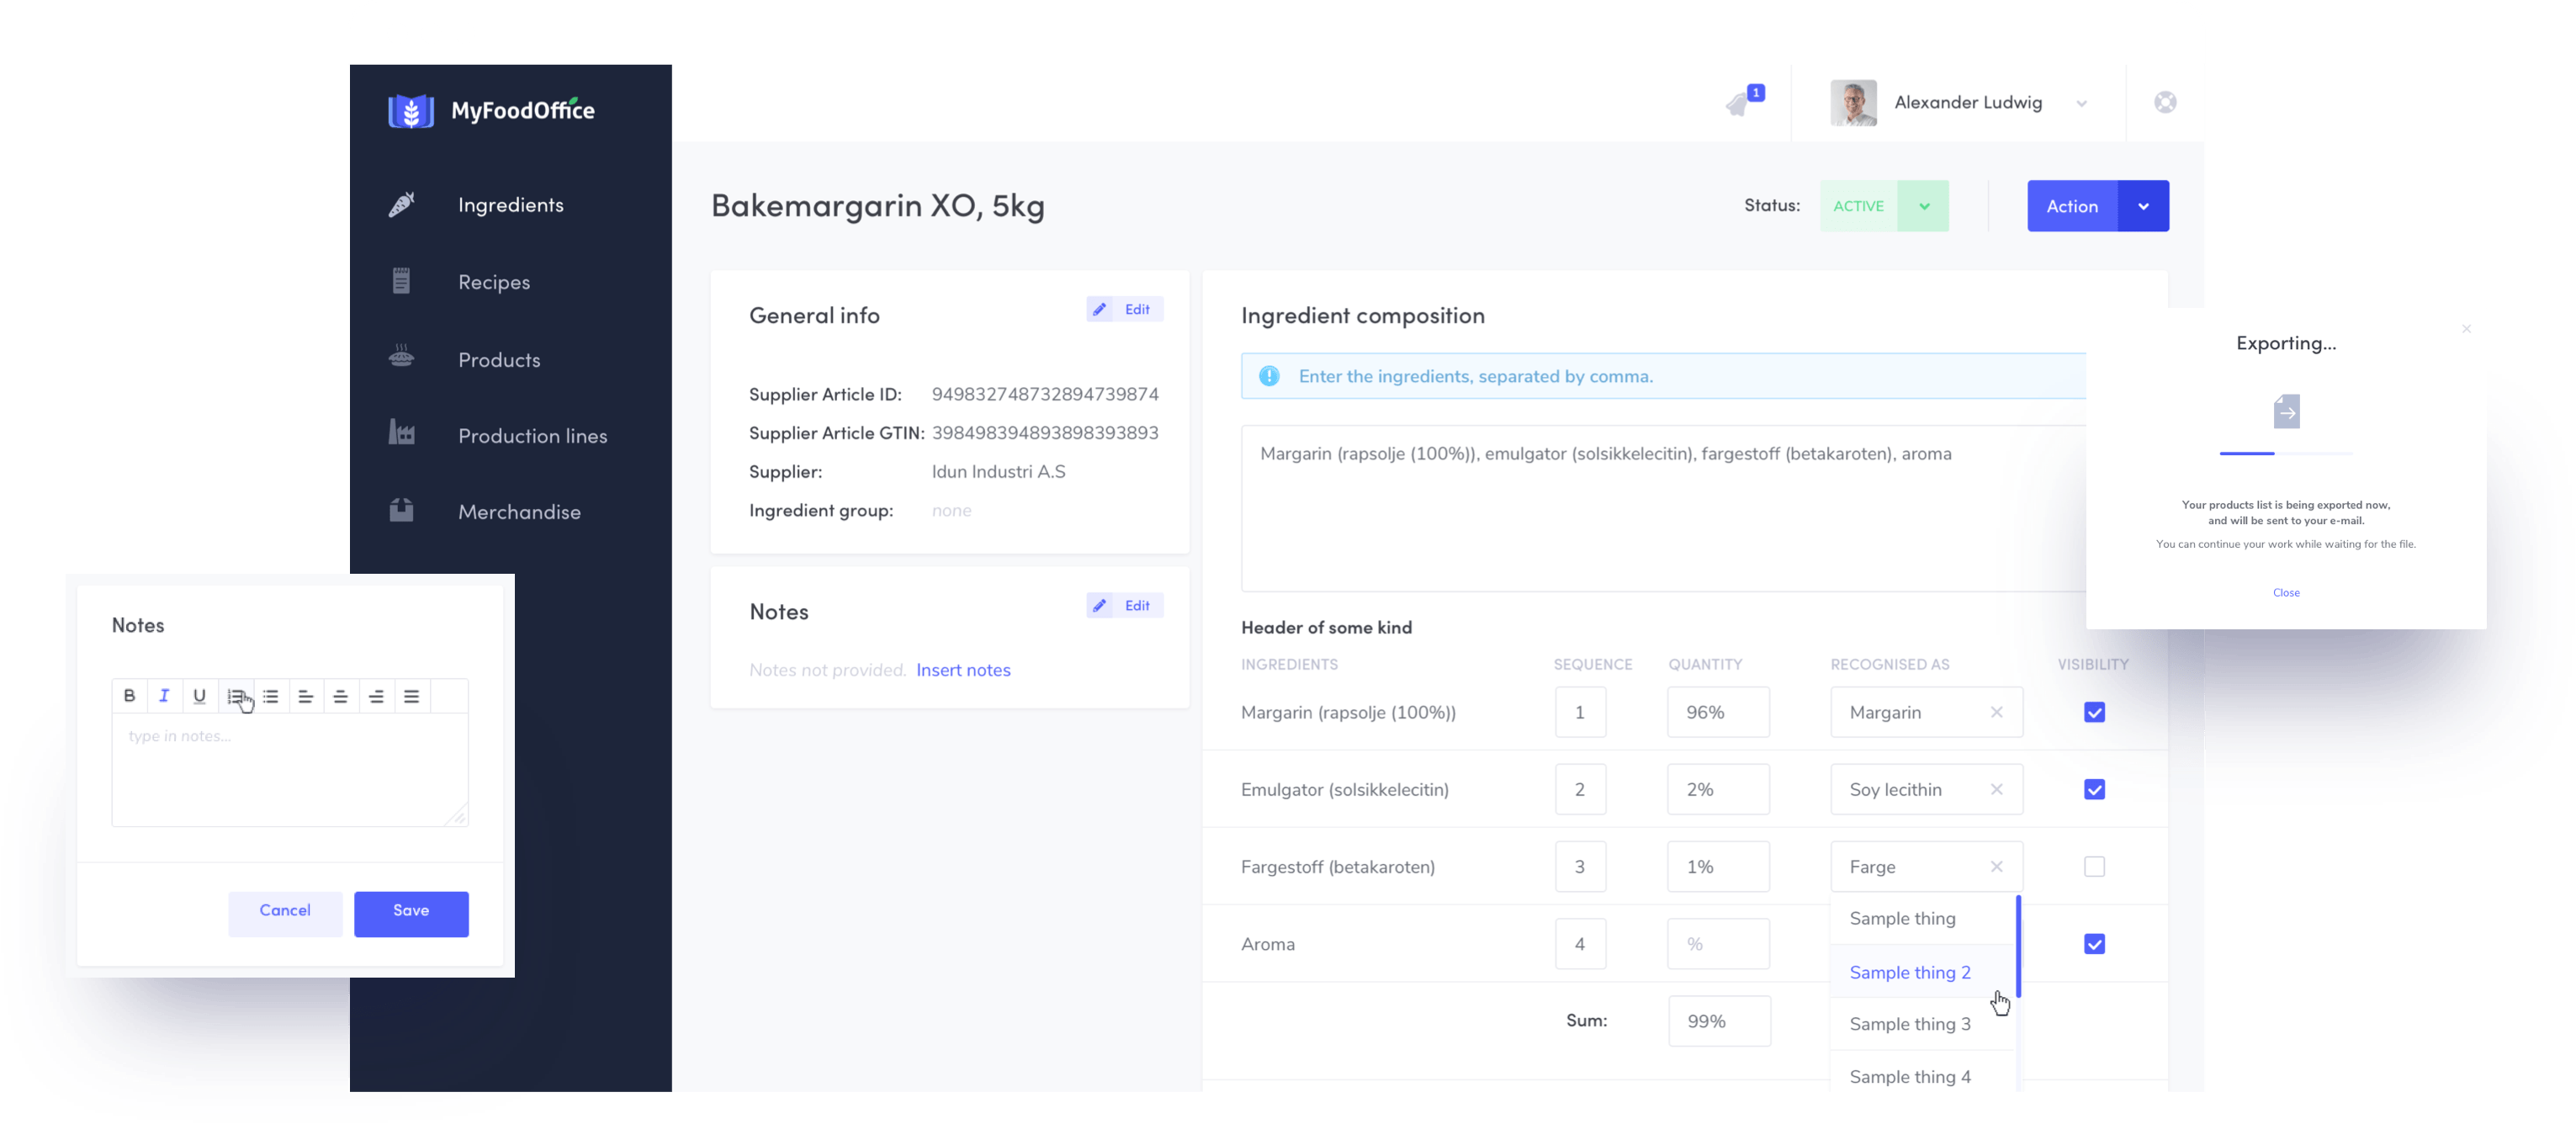 MyFoodOffice
1
Alexander Ludwig
Ingredients
Recipes
Products
Production lines
Merchandise
Bakemargarin XO, 5kg
Status:
ACTIVE
Action
General info
Edit
Supplier Article ID: 949832748732894739874
Supplier Article GTIN: 398498394893898393893
Supplier: Idun Industri A.S
Ingredient group: none
Notes
Edit
Notes not provided. Insert notes
Ingredient composition
Enter the ingredients, separated by comma.
Margarin (rapsolje (100%)), emulgator (solsikkelecitin), fargestoff (betakaroten), aroma
Header of some kind
INGREDIENTS SEQUENCE QUANTITY RECOGNISED AS VISIBILITY
Margarin (rapsolje (100%)) 1 96% Margarin
Emulgator (solsikkelecitin) 2 2% Soy lecithin
Fargestoff (betakaroten) 3 1% Farge
Sample thing
Aroma 4 %
Sample thing 2
Sum: 99%
Sample thing 3
Sample thing 4
Exporting...
Your products list is being exported now,
and will be sent to your e-mail.
You can continue your work while waiting for the file.
Close
Notes
B I U
type in notes...
Cancel
Save